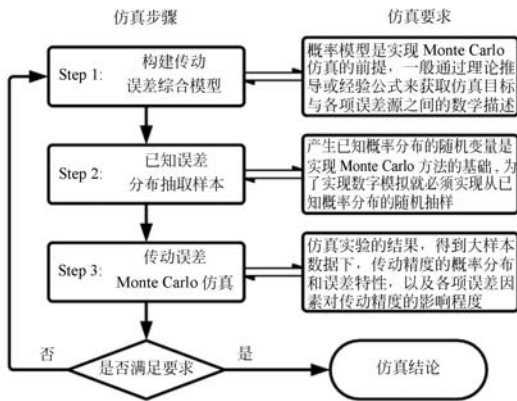 仿真步骤
仿真要求
Step 1:
构建传动
误差综合模型
概率模型是实现 Monte Carlo
仿真的前提，一般通过理论推
导或经验公式来获取仿真目标
与各项误差源之间的数学描述
Step 2:
已知误差
分布抽取样本
产生已知概率分布的随机变量是
实现 Monte Carlo 方法的基础，为
了实现数字模拟就必须实现从已
知概率分布的随机抽样
Step 3:
传动误差
Monte Carlo 仿真
仿真实验的结果，得到大样本
数据下，传动精度的概率分布
和误差特性，以及各项误差因
素对传动精度的影响程度
否
是否满足要求
是
仿真结论